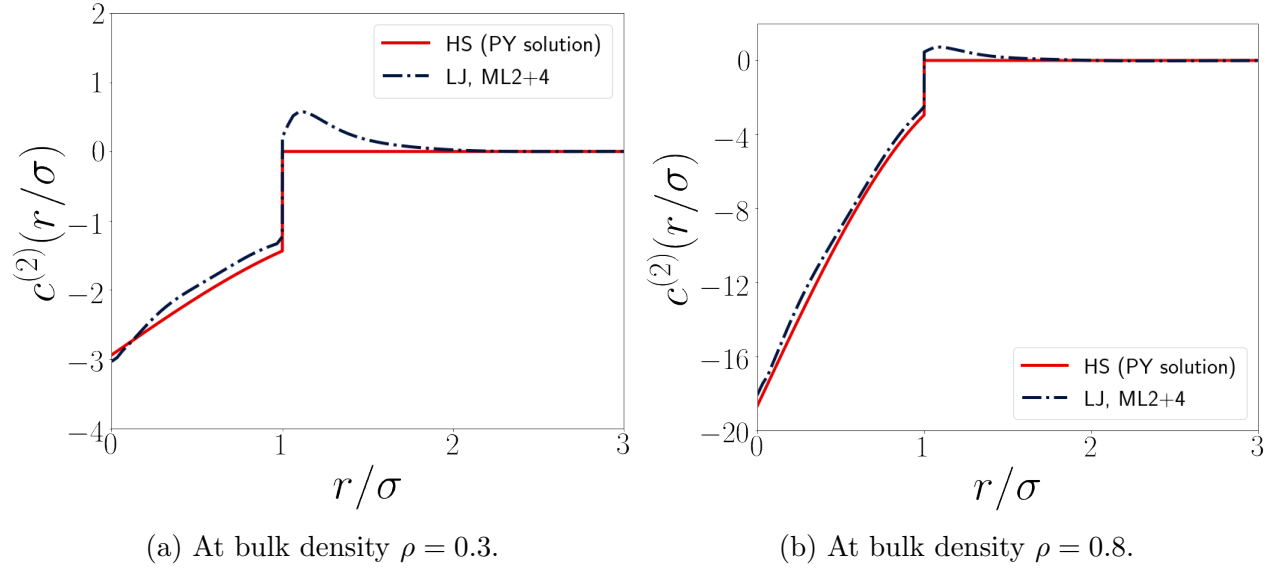 2
1
0
−1
−2
−3
−4
0
1
2
3
c^{(2)}(r/σ)
r/σ
HS (PY solution)
LJ, ML2+4
(a) At bulk density ρ = 0.3.
0
−4
−8
−12
−16
−20
0
1
2
3
c^{(2)}(r/σ)
r/σ
HS (PY solution)
LJ, ML2+4
(b) At bulk density ρ = 0.8.